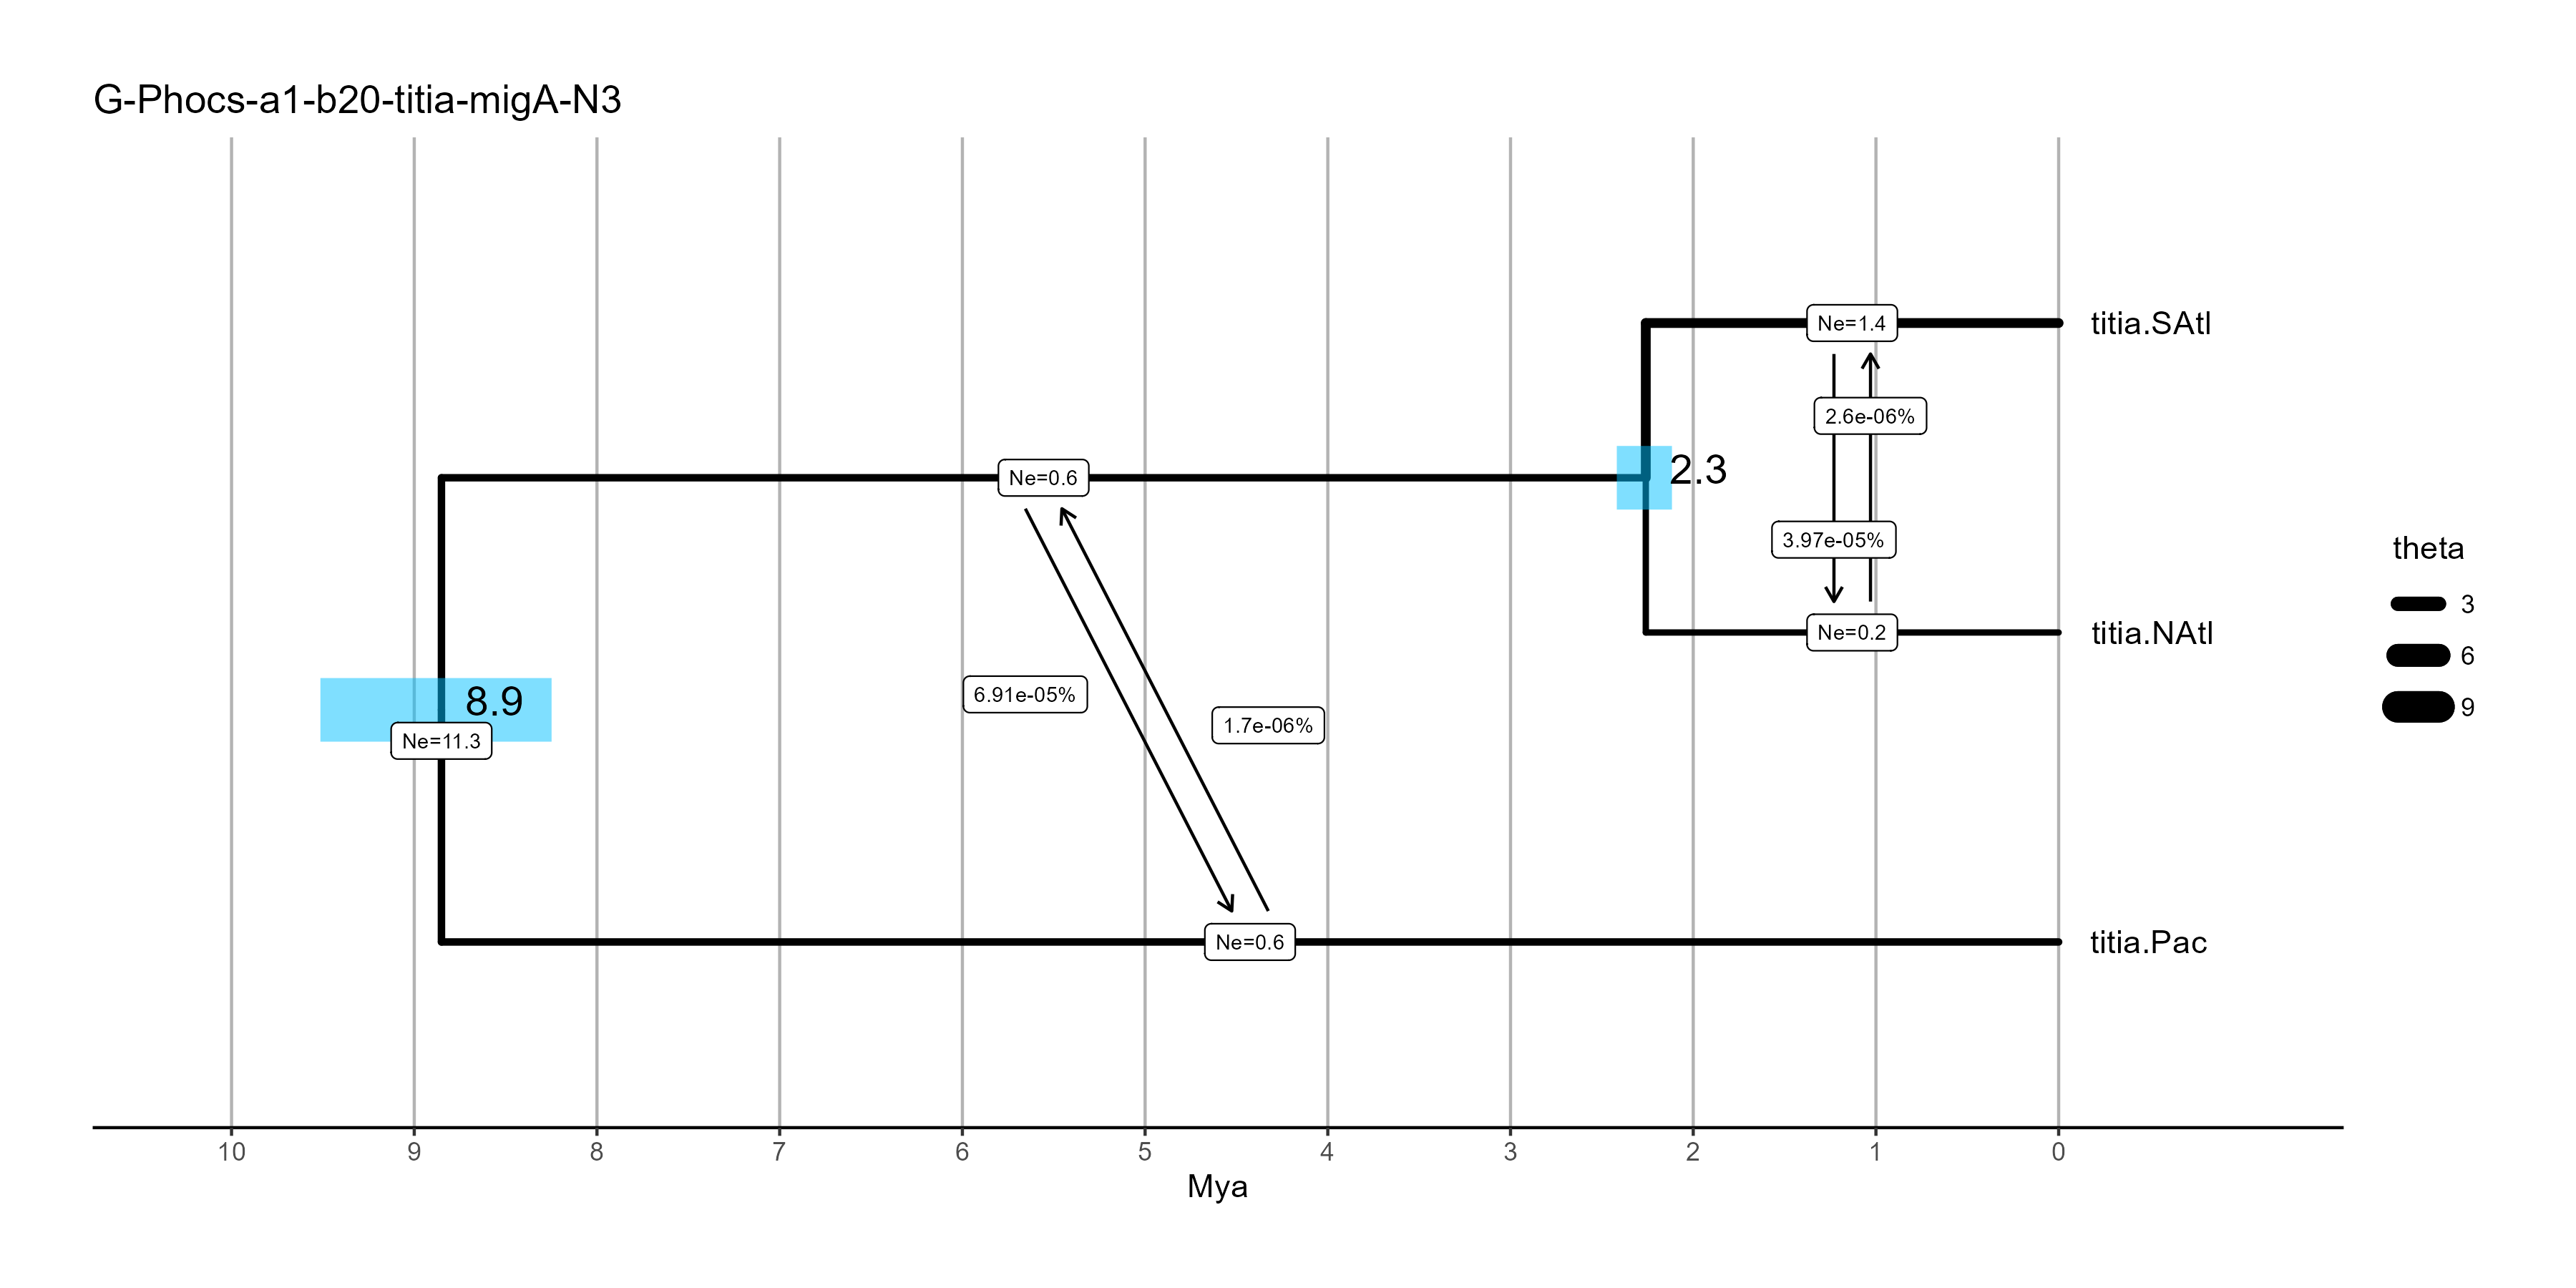 G-Phocs-a1-b20-titia-migA-N3
Ne=1.4
titia.SAtl
2.6e-06%
Ne=0.6
2.3
3.97e-05%
theta
3
6
9
Ne=0.2
titia.NAtl
6.91e-05%
8.9
1.7e-06%
Ne=11.3
Ne=0.6
titia.Pac
10 9 8 7 6 5 4 3 2 1 0
Mya